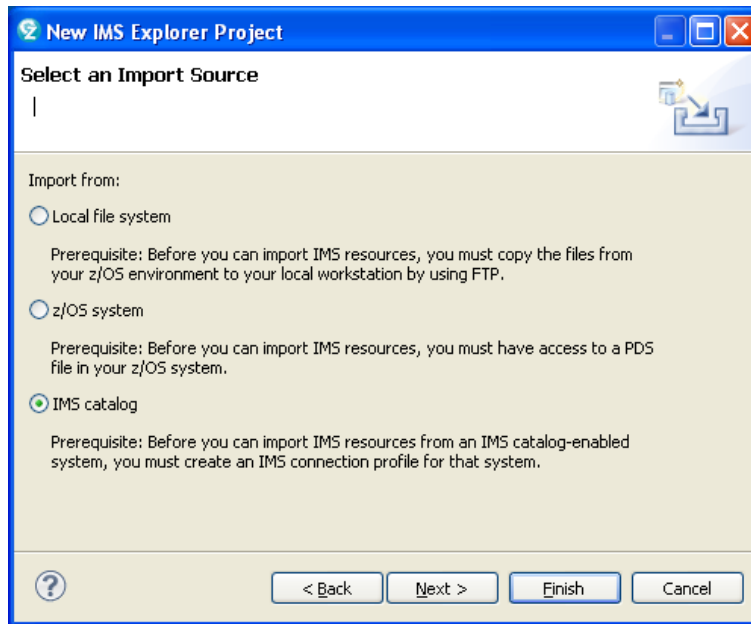 New IMS Explorer Project
Select an Import Source
Import from:
Local file system
Prerequisite: Before you can import IMS resources, you must copy the files from
your z/OS environment to your local workstation by using FTP.
z/OS system
Prerequisite: Before you can import IMS resources, you must have access to a PDS
file in your z/OS system.
IMS catalog
Prerequisite: Before you can import IMS resources from an IMS catalog-enabled
system, you must create an IMS connection profile for that system.
? < Back Next > Finish Cancel